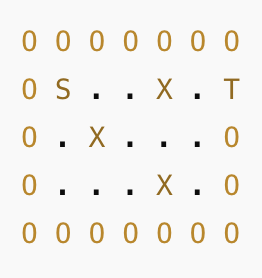 0 0 0 0 0 0 0
0 S . . X . T
0 . X . . . 0
0 . . . X . 0
0 0 0 0 0 0 0